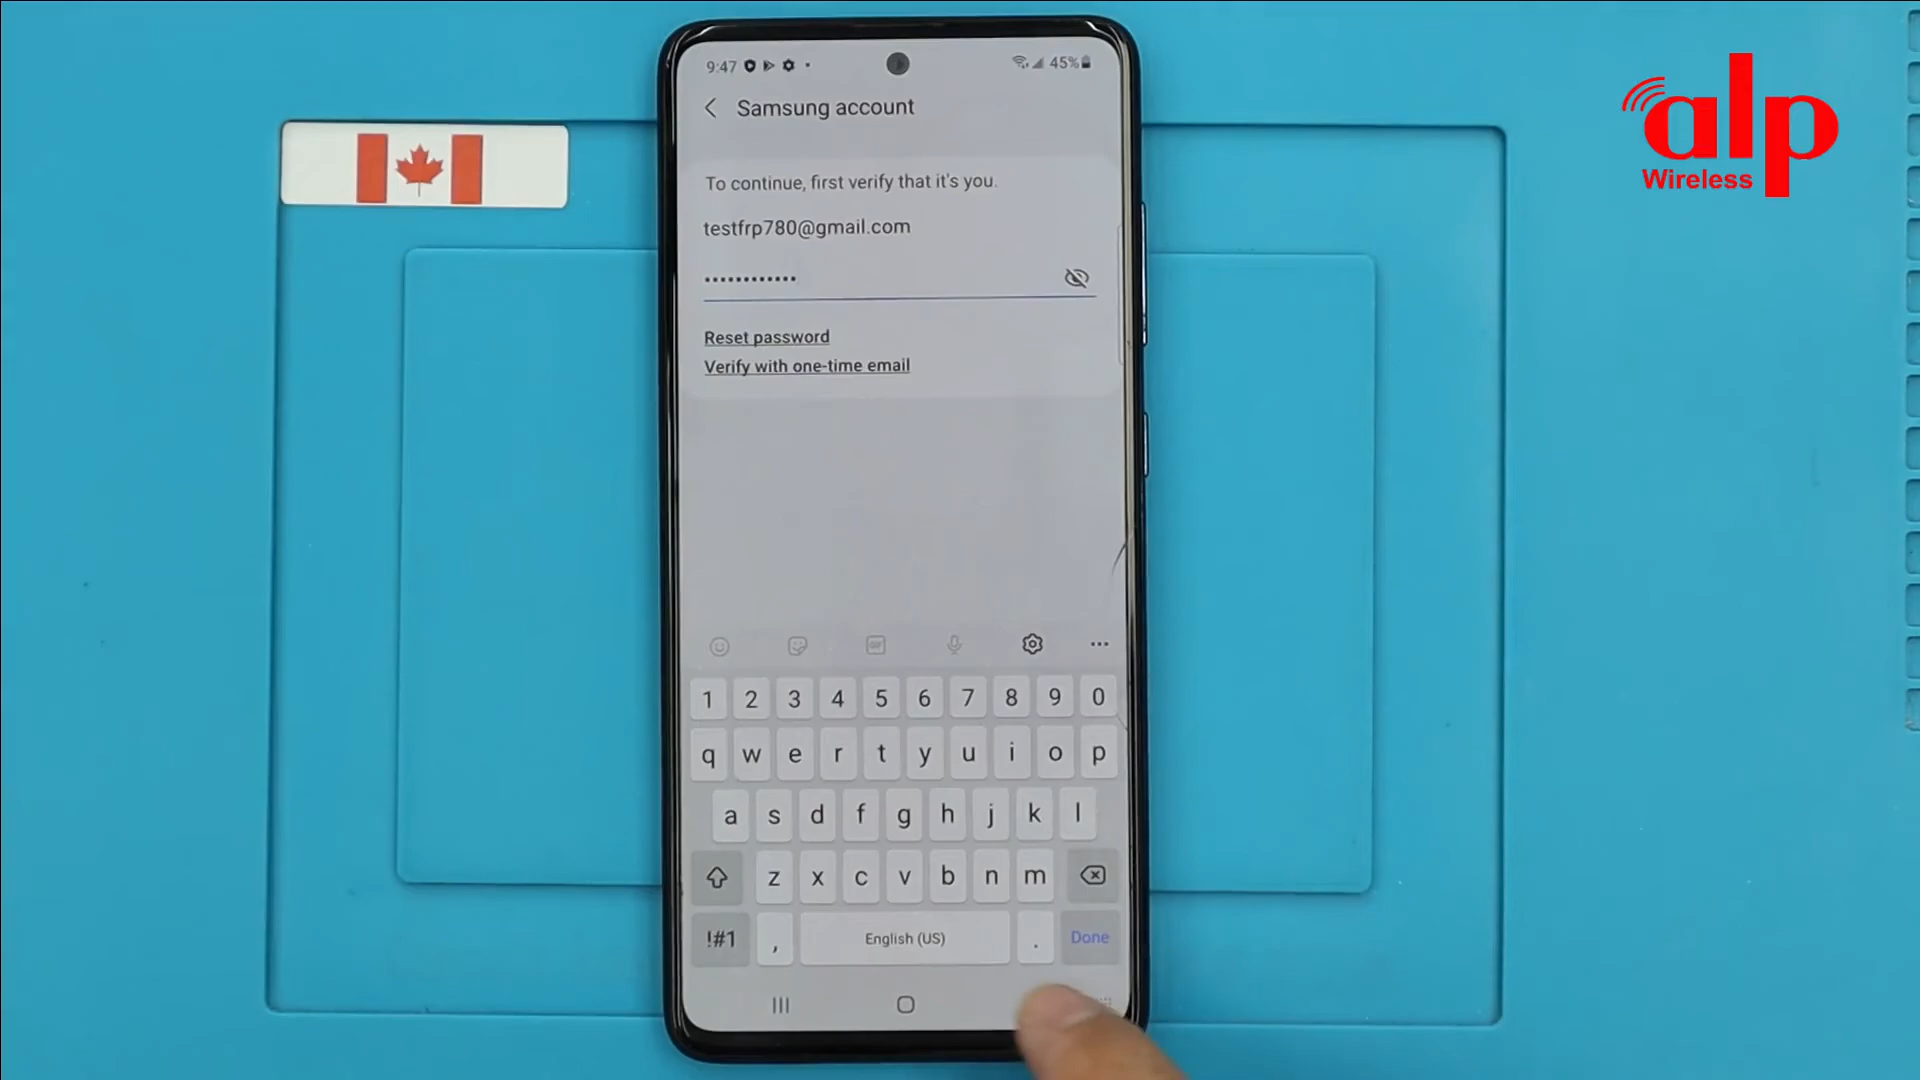 9:47
45%
Samsung account
To continue, first verify that it's you.
testfrp780@gmail.com
••••••••••••
Reset password
Verify with one-time email
GIF
1 2 3 4 5 6 7 8 9 0
q w e r t y u i o p
a s d f g h j k l
z x c v b n m
!#1 , English (US) . Done
alp
Wireless